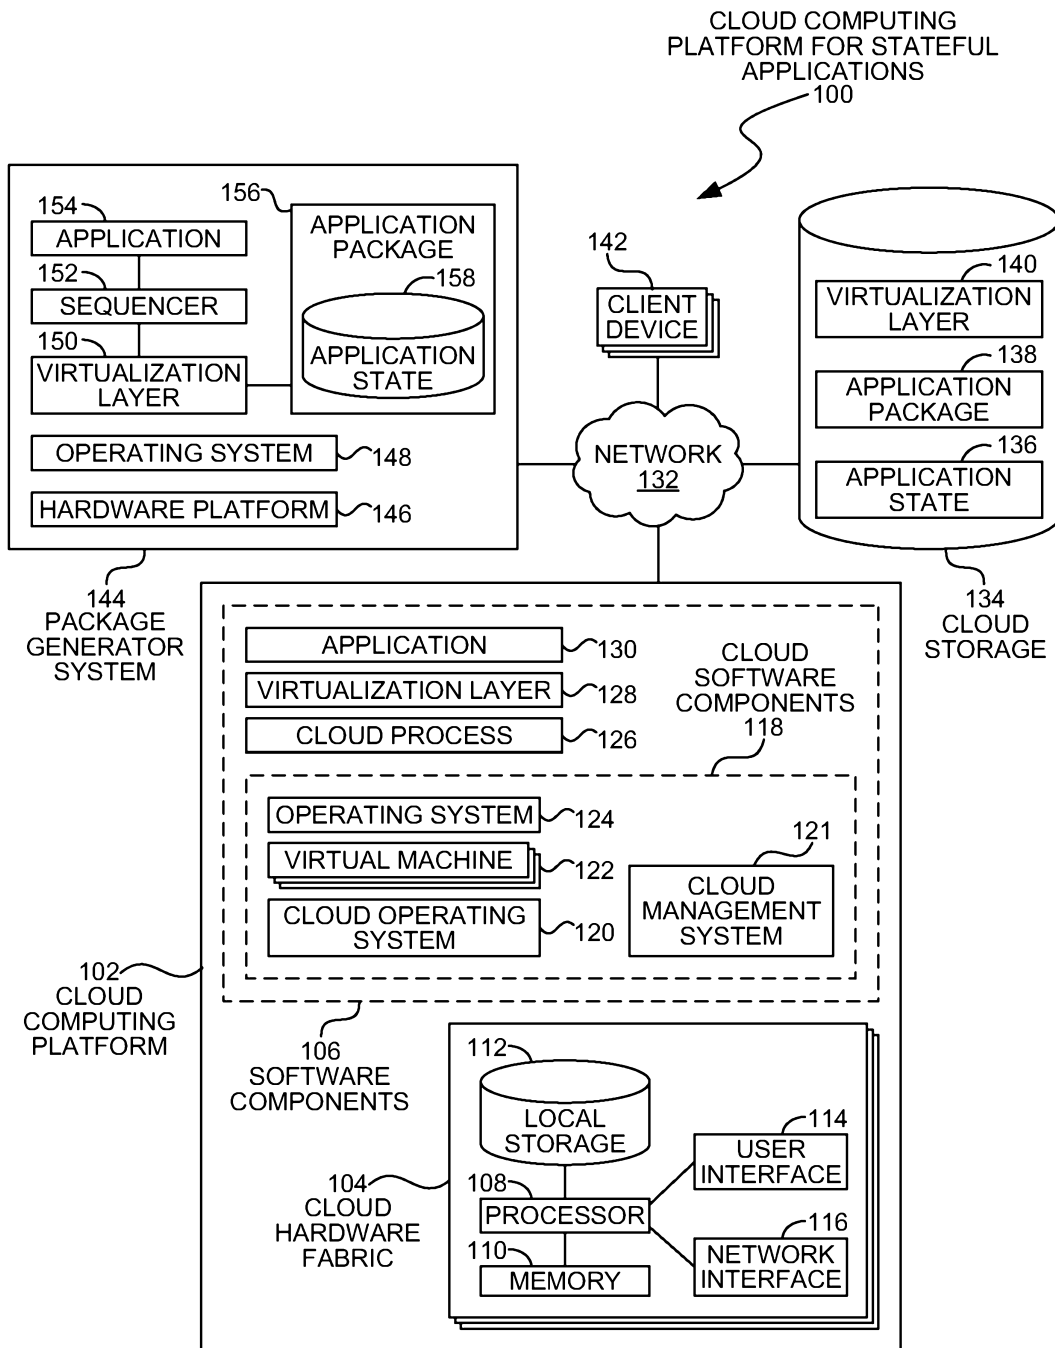 CLOUD COMPUTING
PLATFORM FOR STATEFUL
APPLICATIONS
100
154
APPLICATION
152
SEQUENCER
150
VIRTUALIZATION
LAYER
156
APPLICATION
PACKAGE
158
APPLICATION
STATE
OPERATING SYSTEM
148
HARDWARE PLATFORM
146
144
PACKAGE
GENERATOR
SYSTEM
142
CLIENT
DEVICE
NETWORK
132
140
VIRTUALIZATION
LAYER
138
APPLICATION
PACKAGE
136
APPLICATION
STATE
134
CLOUD
STORAGE
APPLICATION
130
VIRTUALIZATION LAYER
128
CLOUD PROCESS
126
CLOUD
SOFTWARE
COMPONENTS
118
OPERATING SYSTEM
124
VIRTUAL MACHINE
122
CLOUD OPERATING
SYSTEM
120
121
CLOUD
MANAGEMENT
SYSTEM
102
CLOUD
COMPUTING
PLATFORM
106
SOFTWARE
COMPONENTS
112
LOCAL
STORAGE
108
PROCESSOR
110
MEMORY
114
USER
INTERFACE
116
NETWORK
INTERFACE
104
CLOUD
HARDWARE
FABRIC